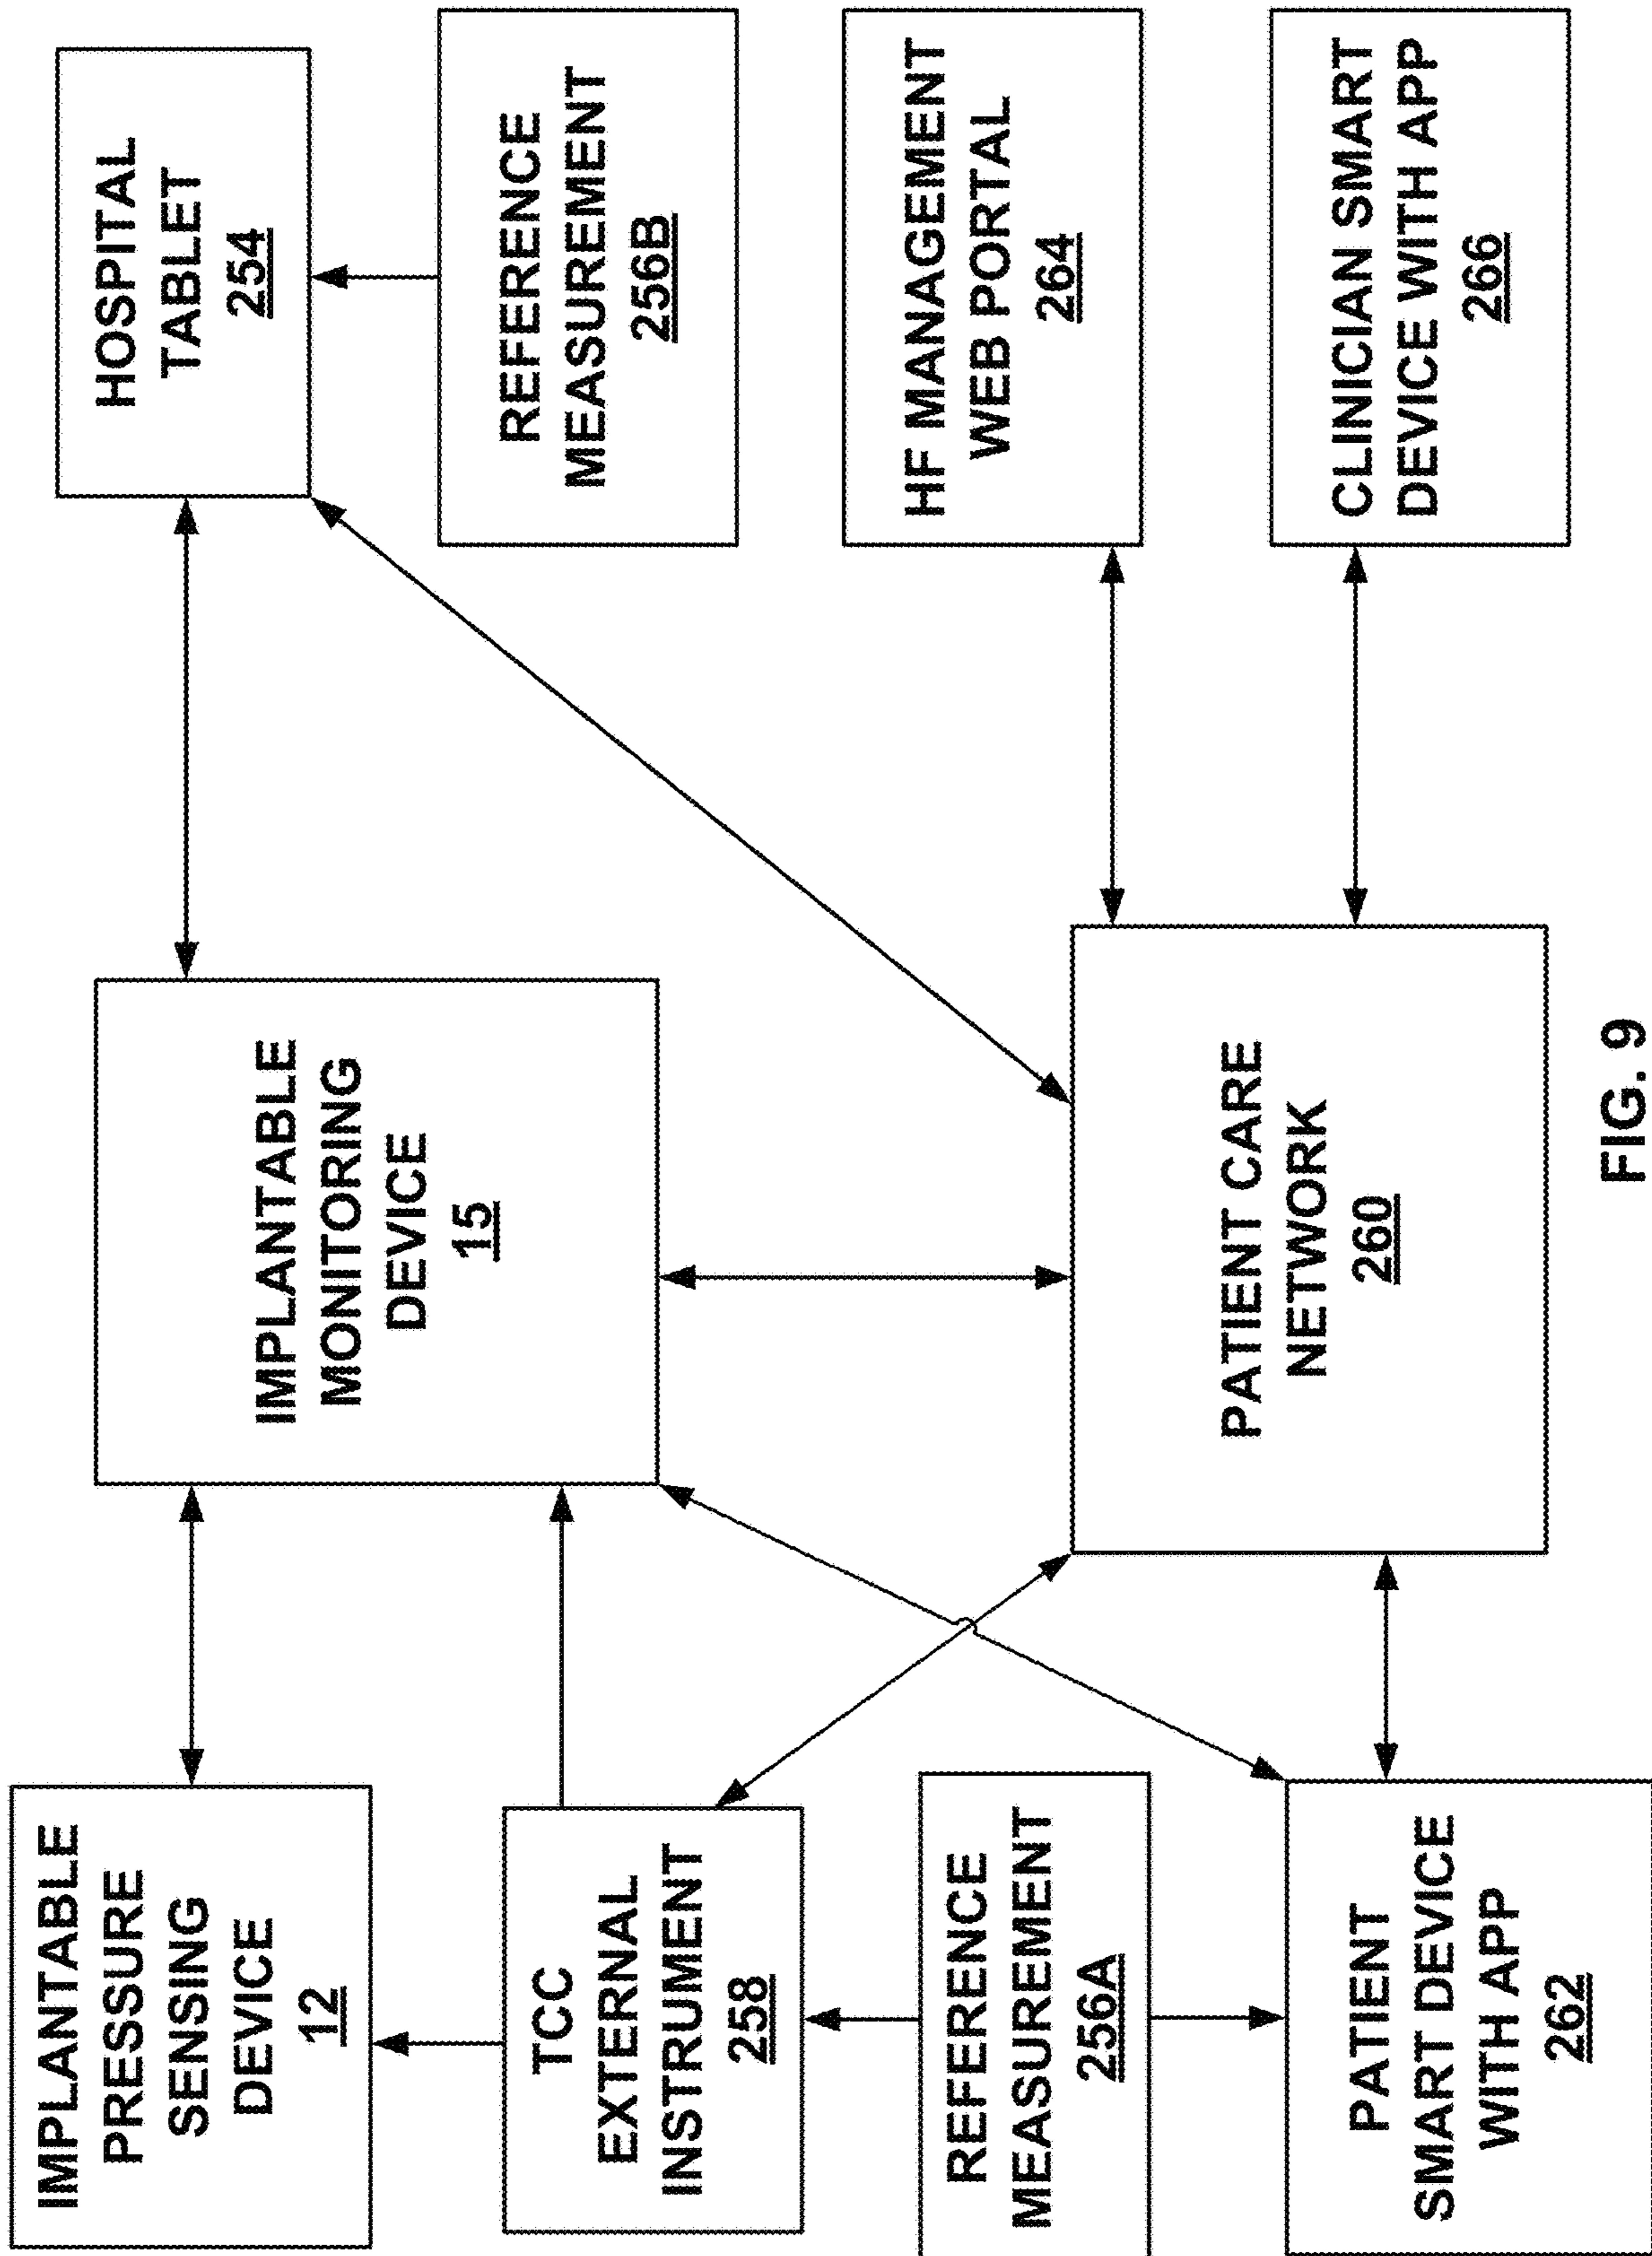 IMPLANTABLE
PRESSURE
SENSING
DEVICE
12
TCC
EXTERNAL
INSTRUMENT
258
REFERENCE
MEASUREMENT
256A
PATIENT
SMART DEVICE
WITH APP
262
IMPLANTABLE
MONITORING
DEVICE
15
PATIENT CARE
NETWORK
260
HOSPITAL
TABLET
254
REFERENCE
MEASUREMENT
256B
HF MANAGEMENT
WEB PORTAL
264
CLINICIAN SMART
DEVICE WITH APP
266
FIG. 9